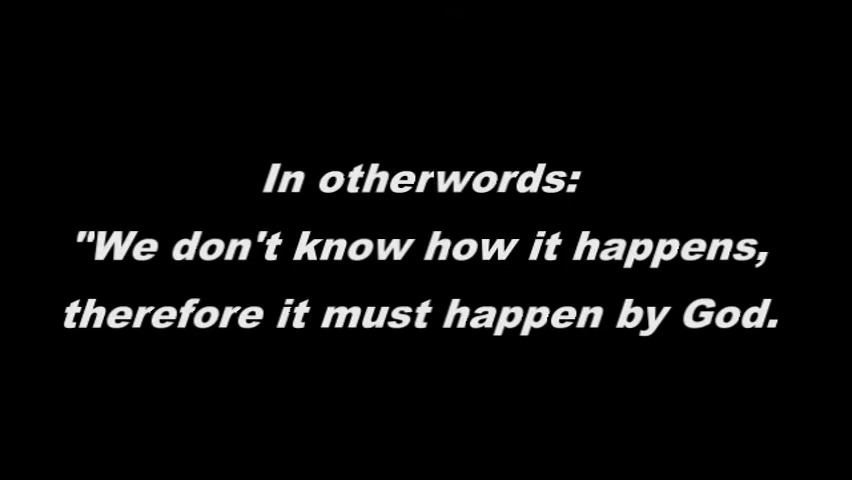 In otherwords:
"We don't know how it happens,
therefore it must happen by God.